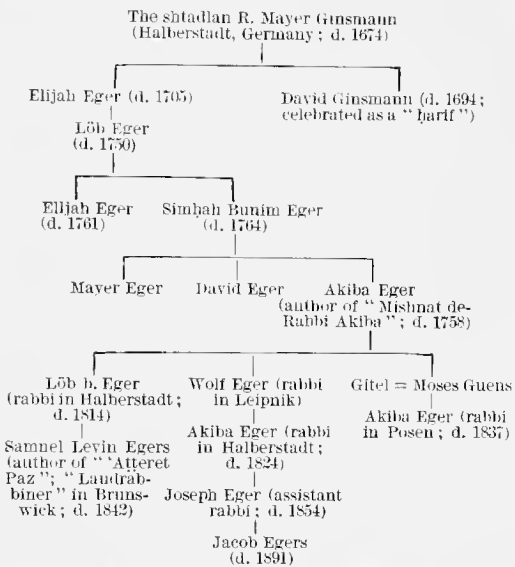 The shtadlan R. Mayer Ginsmann
(Halberstadt, Germany; d. 1674)
Elijah Eger (d. 1705)
David Ginsmann (d. 1694;
celebrated as a "ḥarif")
Löb Eger
(d. 1750)
Elijah Eger
(d. 1761)
Simḥah Bunim Eger
(d. 1764)
Mayer Eger
David Eger
Akiba Eger
(author of "Mishnat de-
Rabbi Akiba"; d. 1758)
Löb b. Eger
(rabbi in Halberstadt;
d. 1814)
Samuel Levin Egers
(author of "'Aṭṭeret
Paz"; "Landrab-
biner" in Bruns-
wick; d. 1842)
Wolf Eger (rabbi
in Leipnik)
Akiba Eger (rabbi
in Halberstadt;
d. 1824)
Joseph Eger (assistant
rabbi; d. 1854)
Jacob Egers
(d. 1891)
Gitel = Moses Guens
Akiba Eger (rabbi
in Posen; d. 1837)